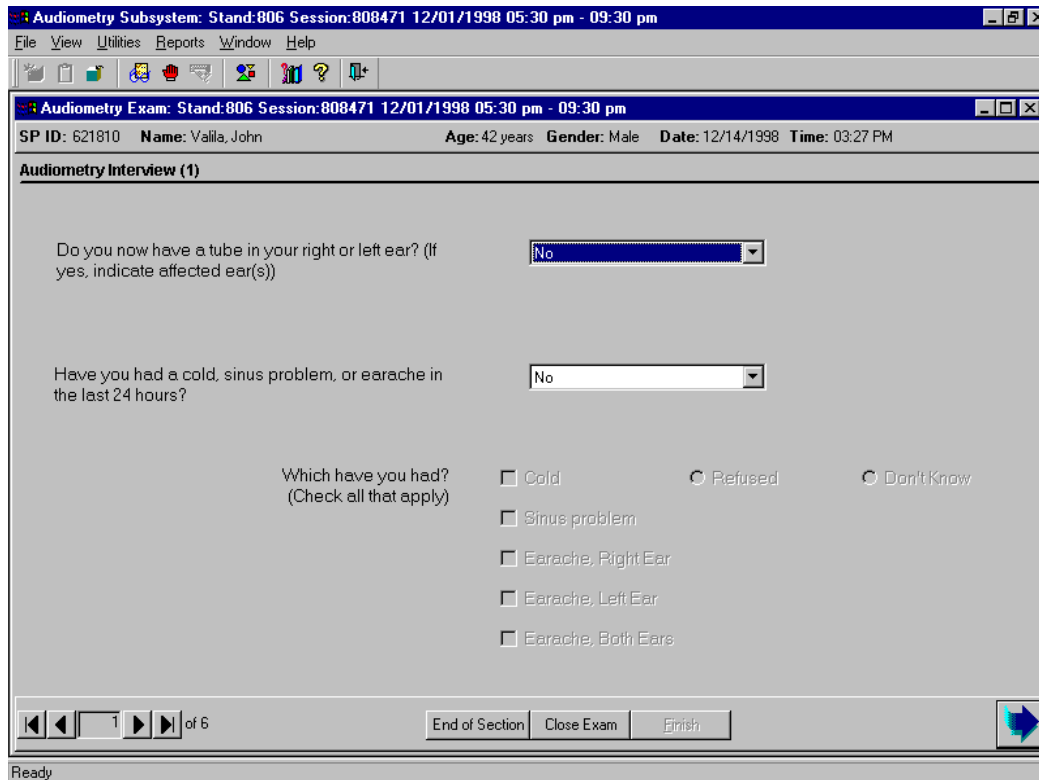 Audiometry Subsystem: Stand:806 Session:808471 12/01/1998 05:30 pm - 09:30 pm
File View Utilities Reports Window Help
Audiometry Exam: Stand:806 Session:808471 12/01/1998 05:30 pm - 09:30 pm
SP ID: 621810 Name: Valila, John Age: 42 years Gender: Male Date: 12/14/1998 Time: 03:27 PM
Audiometry Interview (1)
Do you now have a tube in your right or left ear? (If
yes, indicate affected ear(s))
No
Have you had a cold, sinus problem, or earache in
the last 24 hours?
No
Which have you had?
(Check all that apply)
Cold Refused Don't Know
Sinus problem
Earache, Right Ear
Earache, Left Ear
Earache, Both Ears
1 of 6 End of Section Close Exam Finish
Ready